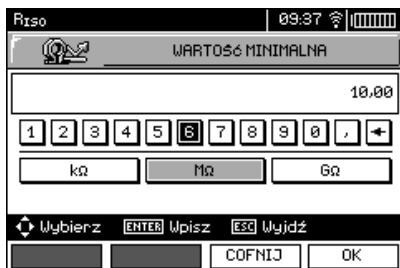 RISO 09:37
WARTOŚĆ MINIMALNA
10,00
1 2 3 4 5 6 7 8 9 0 , ←
kΩ MΩ GΩ
Wybierz ENTER Wpisz ESC Wyjdź
COFNIJ OK